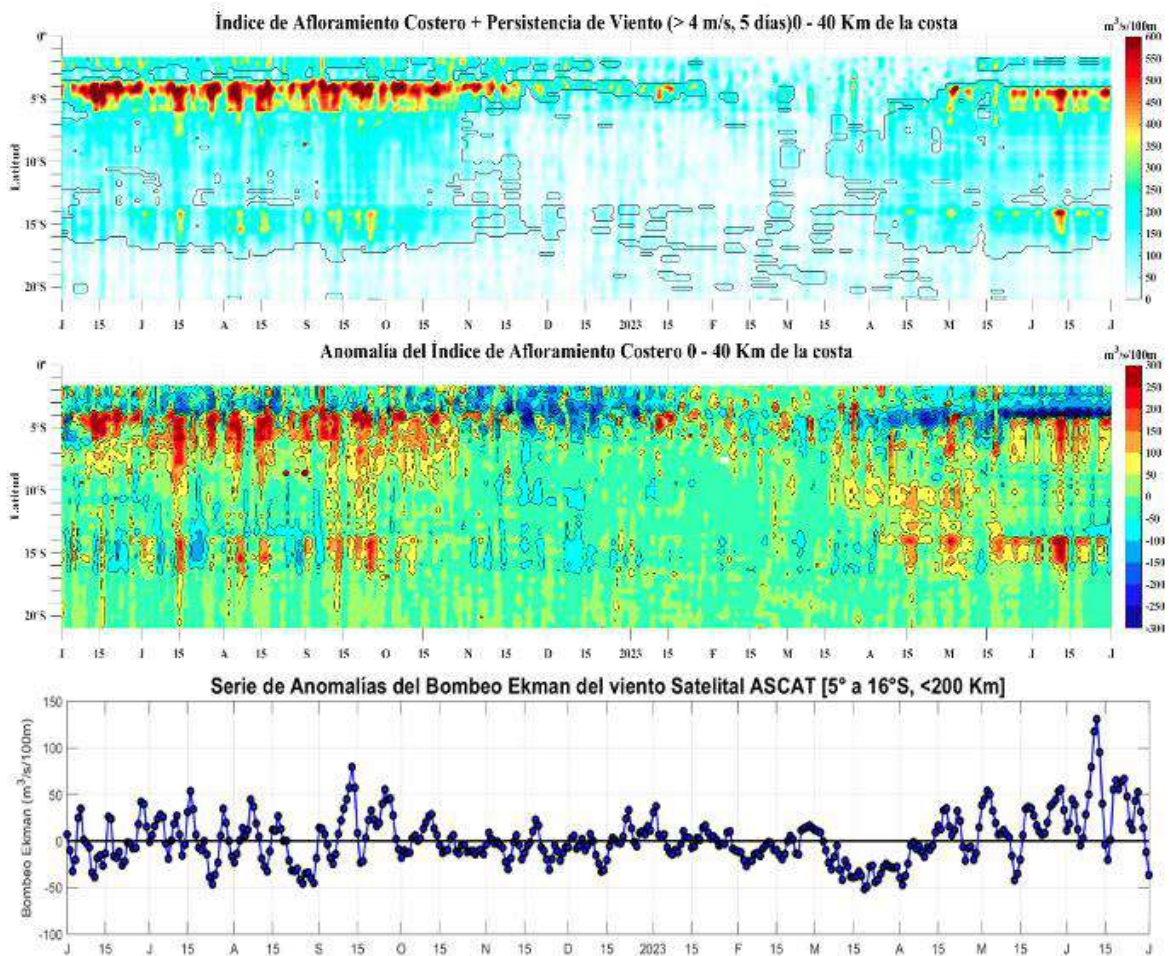 Índice de Afloramiento Costero + Persistencia de Viento (> 4 m/s, 5 días)0 - 40 Km de la costa
m³/s/100m
0°
5°S
10°S
15°S
20°S
Latitud
600
550
500
450
400
350
300
250
200
150
100
50
0
J 15 J 15 A 15 S 15 O 15 N 15 D 15 2023 15 F 15 M 15 A 15 M 15 J 15 J
Anomalía del Índice de Afloramiento Costero 0 - 40 Km de la costa
m³/s/100m
0°
5°S
10°S
15°S
20°S
Latitud
300
250
200
150
100
50
0
-50
-100
-150
-200
-250
-300
J 15 J 15 A 15 S 15 O 15 N 15 D 15 2023 15 F 15 M 15 A 15 M 15 J 15 J
Serie de Anomalías del Bombeo Ekman del viento Satelital ASCAT [5° a 16°S, <200 Km]
Bombeo Ekman (m³/s/100m)
150
100
50
0
-50
-100
J 15 J 15 A 15 S 15 O 15 N 15 D 15 2023 15 F 15 M 15 A 15 M 15 J 15 J